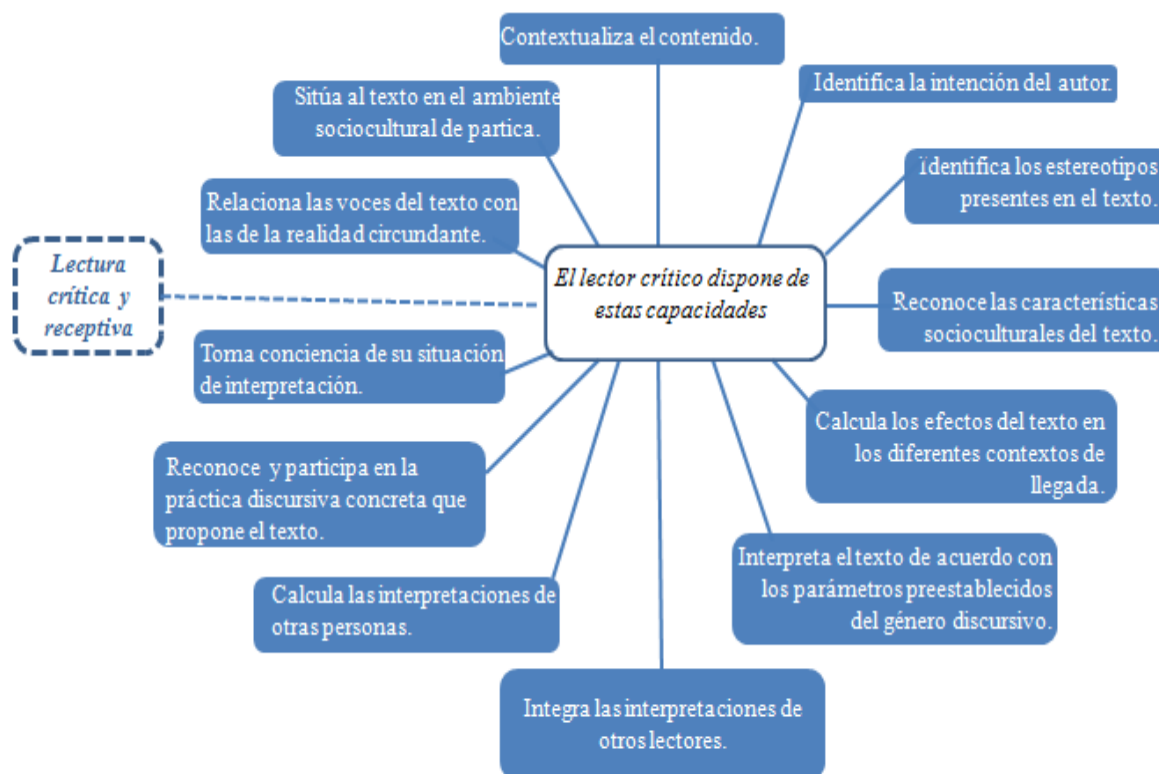 Contextualiza el contenido.
Identifica la intención del autor.
Sitúa al texto en el ambiente
sociocultural de partica.
Identifica los estereotipos
presentes en el texto.
Relaciona las voces del texto con
las de la realidad circundante.
Lectura
crítica y
receptiva
El lector crítico dispone de
estas capacidades
Reconoce las características
socioculturales del texto.
Toma conciencia de su situación
de interpretación.
Calcula los efectos del texto en
los diferentes contextos de
llegada.
Reconoce y participa en la
práctica discursiva concreta que
propone el texto.
Interpreta el texto de acuerdo con
los parámetros preestablecidos
del género discursivo.
Calcula las interpretaciones de
otras personas.
Integra las interpretaciones de
otros lectores.